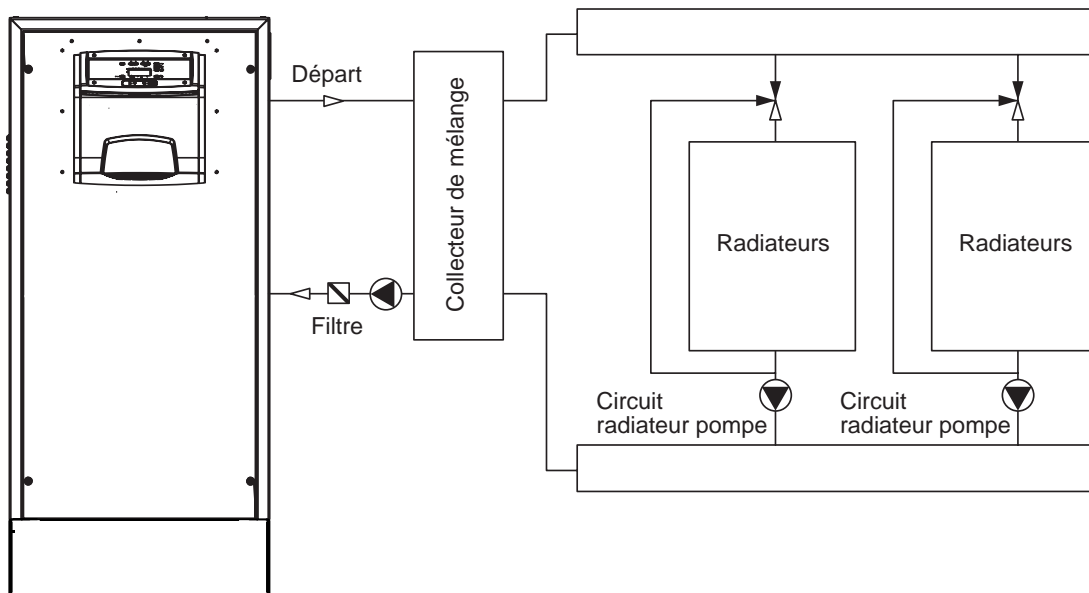 Départ
Collecteur de mélange
Radiateurs
Radiateurs
Filtre
Circuit
radiateur pompe
Circuit
radiateur pompe